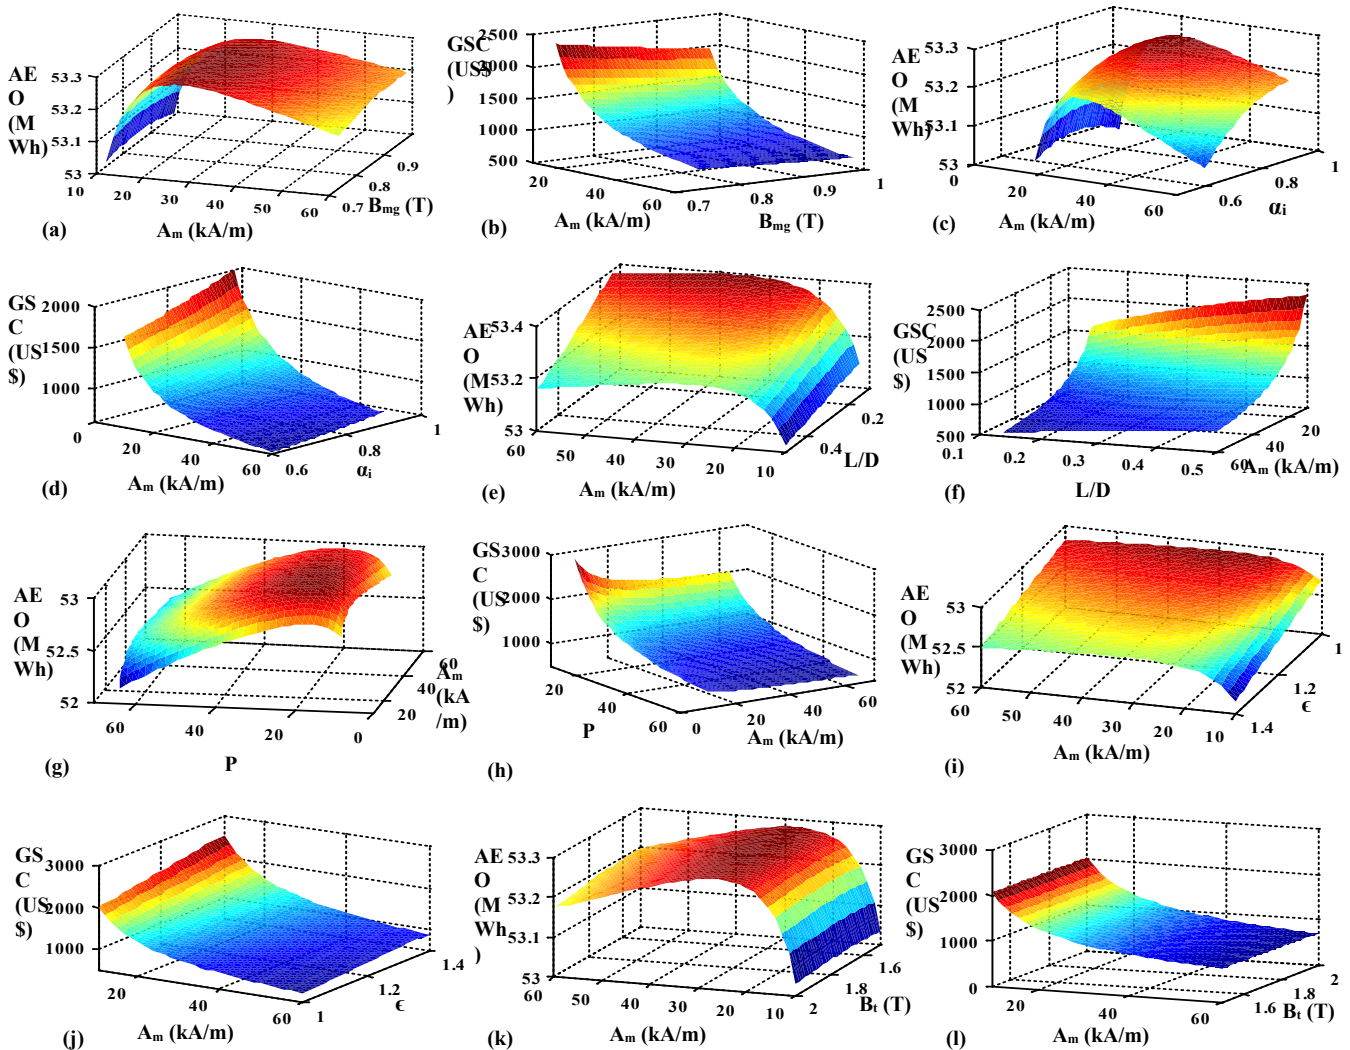 AE
O
(M
Wh)
53.3
53.2
53.1
53
10
20
30
40
50
60
0.7
0.8
0.9
Bmg (T)
Am (kA/m)
(a)
GSC
(US$
)
2500
2000
1500
1000
500
20
40
60
0.7
0.8
0.9
1
Am (kA/m)
Bmg (T)
(b)
AE
O
(M
Wh)
53.3
53.2
53.1
53
0
20
40
60
0.6
0.8
1
Am (kA/m)
αi
(c)
GS
C
(US
$)
2000
1500
1000
0
20
40
60
0.6
0.8
1
Am (kA/m)
αi
(d)
AE
O
(M
Wh)
53.4
53.2
53
60
50
40
30
20
10
0.4
0.2
L/D
Am (kA/m)
(e)
GSC
(US
$)
2500
2000
1500
1000
500
0.1
0.2
0.3
0.4
0.5
60
40
20
Am (kA/m)
L/D
(f)
AE
O
(M
Wh)
53
52.5
52
60
40
20
0
20
40
60
Am
(kA
/m)
P
(g)
GS
C
(US
$)
3000
2000
1000
20
40
60
0
20
40
60
P
Am (kA/m)
(h)
AE
O
(M
Wh)
53
52.5
52
60
50
40
30
20
10
1.4
1.2
1
ϵ
Am (kA/m)
(i)
GS
C
(US
$)
3000
2000
1000
20
40
60
1
1.2
1.4
ϵ
Am (kA/m)
(j)
AE
O
(M
Wh
)
53.3
53.2
53.1
53
60
50
40
30
20
10
2
1.8
1.6
Bt (T)
Am (kA/m)
(k)
GS
C
(US
$)
3000
2000
1000
0
20
40
60
1.6
1.8
2
Bt (T)
Am (kA/m)
(l)